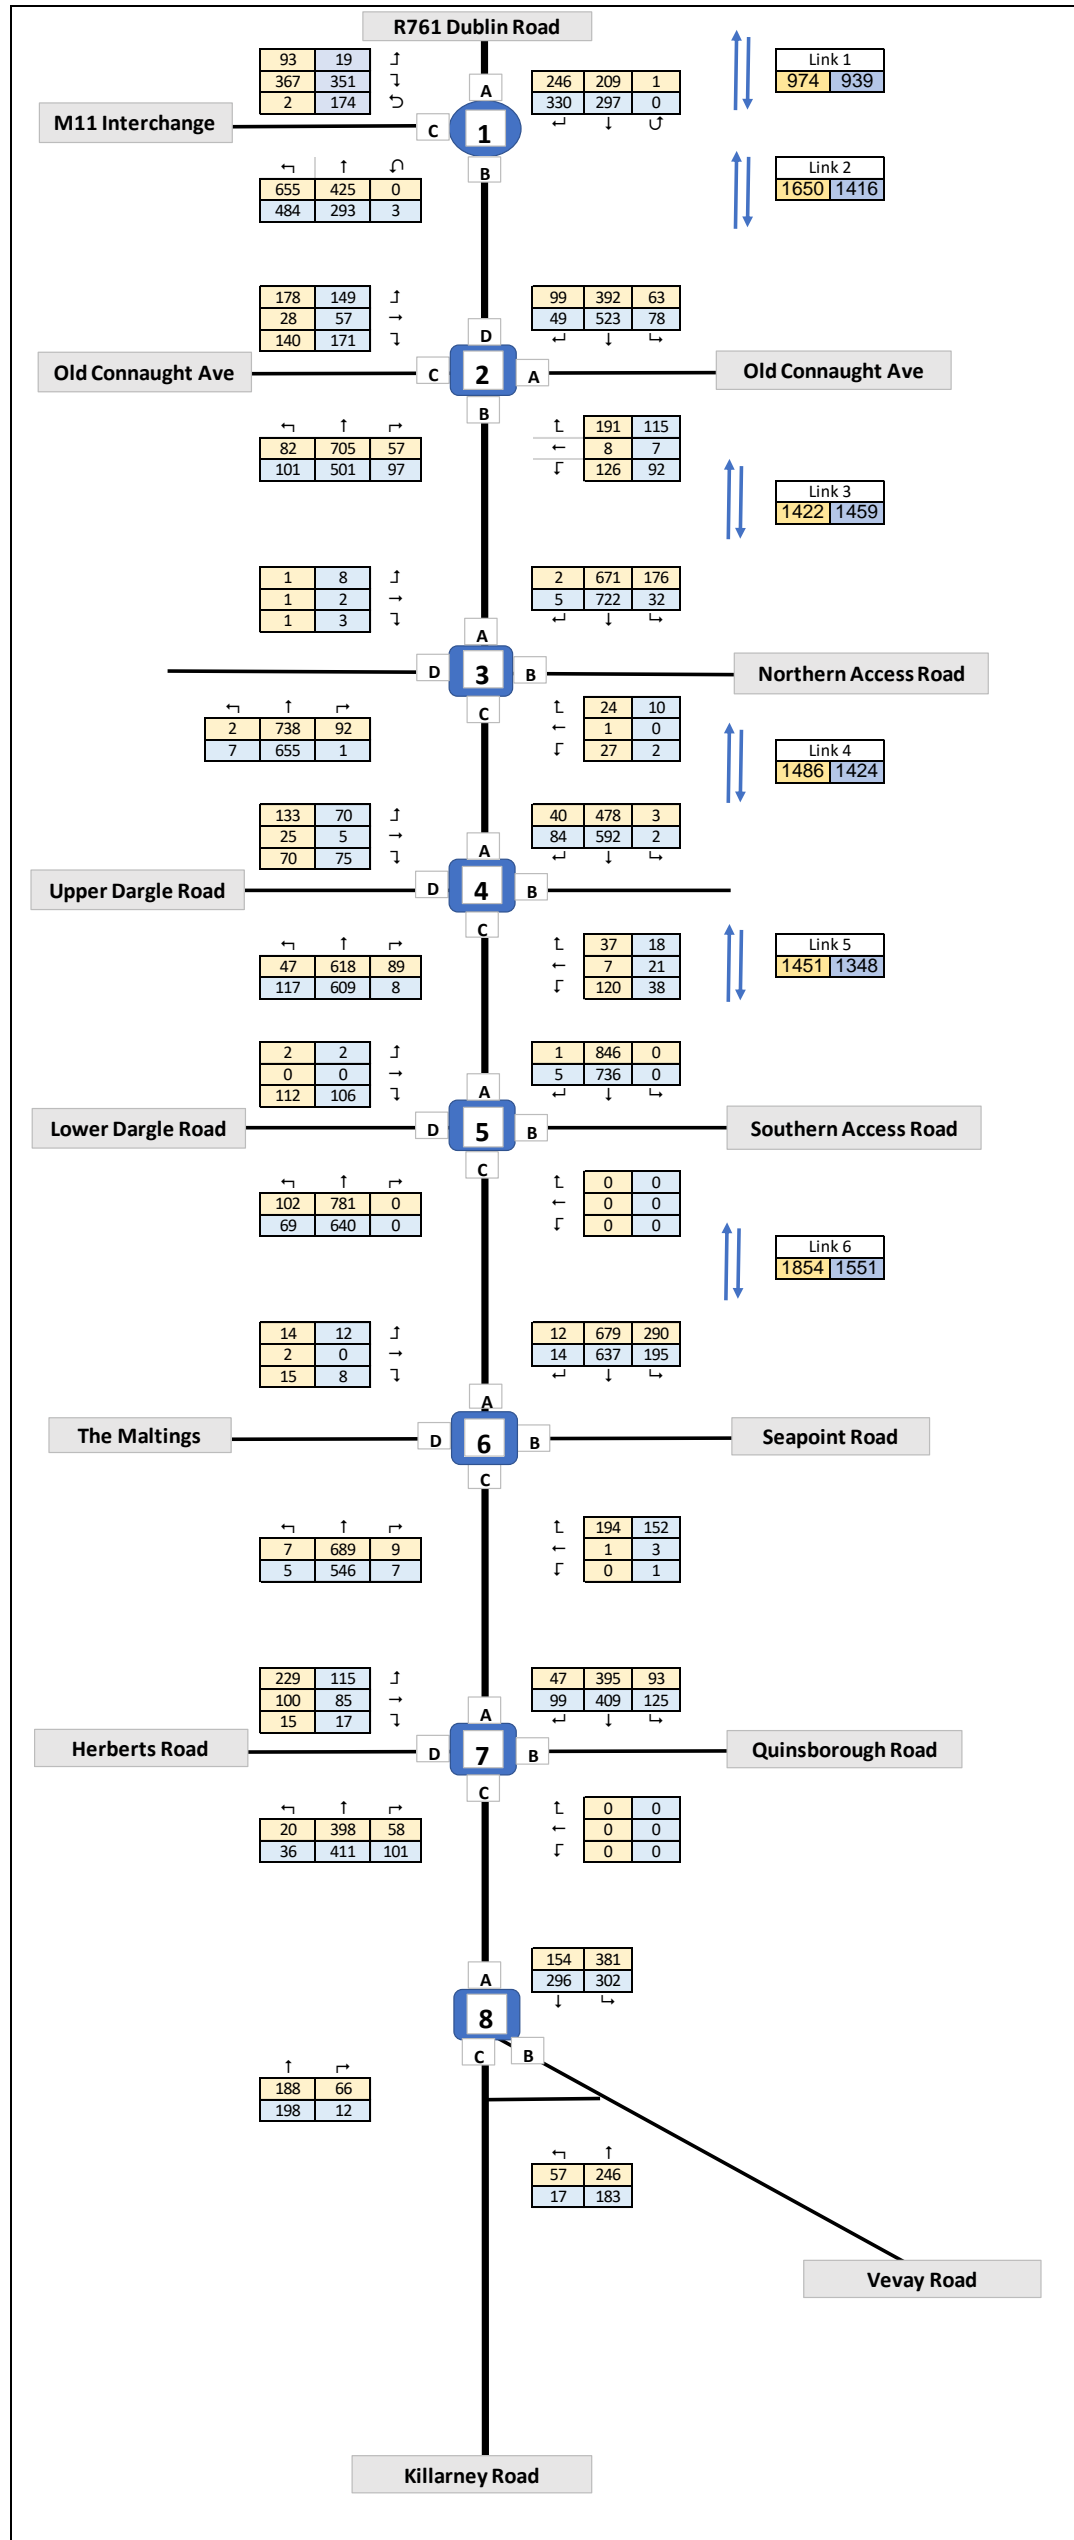 R761 Dublin Road
93 19 ↥
367 351 ↴
2 174 ⮌
A
246 209 1
330 297 0
↵ ↓ ⮍
Link 1
974 939
M11 Interchange
C
1
B
↰ ↑ ⮏
655 425 0
484 293 3
Link 2
1650 1416
178 149
28 57 →
140 171 ↴
99 392 63
49 523 78
↵ ↓ ↳
D
Old Connaught Ave
C
2
A
Old Connaught Ave
B
↰ ↑ ↱
82 705 57
101 501 97
191 115
← 8 7
126 92
Link 3
1422 1459
1 8
1 2 →
1 3 ↴
2 671 176
5 722 32
↵ ↓ ↳
A
D
3
B
Northern Access Road
C
↰ ↑ ↱
2 738 92
7 655 1
24 10
← 1 0
27 2
Link 4
1486 1424
133 70
25 5 →
70 75 ↴
40 478 3
84 592 2
↵ ↓ ↳
A
Upper Dargle Road
D
4
B
C
↰ ↑ ↱
47 618 89
117 609 8
37 18
← 7 21
120 38
Link 5
1451 1348
2 2
0 0 →
112 106 ↴
1 846 0
5 736 0
↵ ↓ ↳
A
Lower Dargle Road
D
5
B
Southern Access Road
C
↰ ↑ ↱
102 781 0
69 640 0
0 0
← 0 0
0 0
Link 6
1854 1551
14 12
2 0 →
15 8 ↴
12 679 290
14 637 195
↵ ↓ ↳
A
The Maltings
D
6
B
Seapoint Road
C
↰ ↑ ↱
7 689 9
5 546 7
194 152
← 1 3
0 1
229 115
100 85 →
15 17 ↴
47 395 93
99 409 125
↵ ↓ ↳
A
Herberts Road
D
7
B
Quinsborough Road
C
↰ ↑ ↱
20 398 58
36 411 101
0 0
← 0 0
0 0
154 381
296 302
↓ ↳
A
8
C
B
↑ ↱
188 66
198 12
↰ ↑
57 246
17 183
Vevay Road
Killarney Road